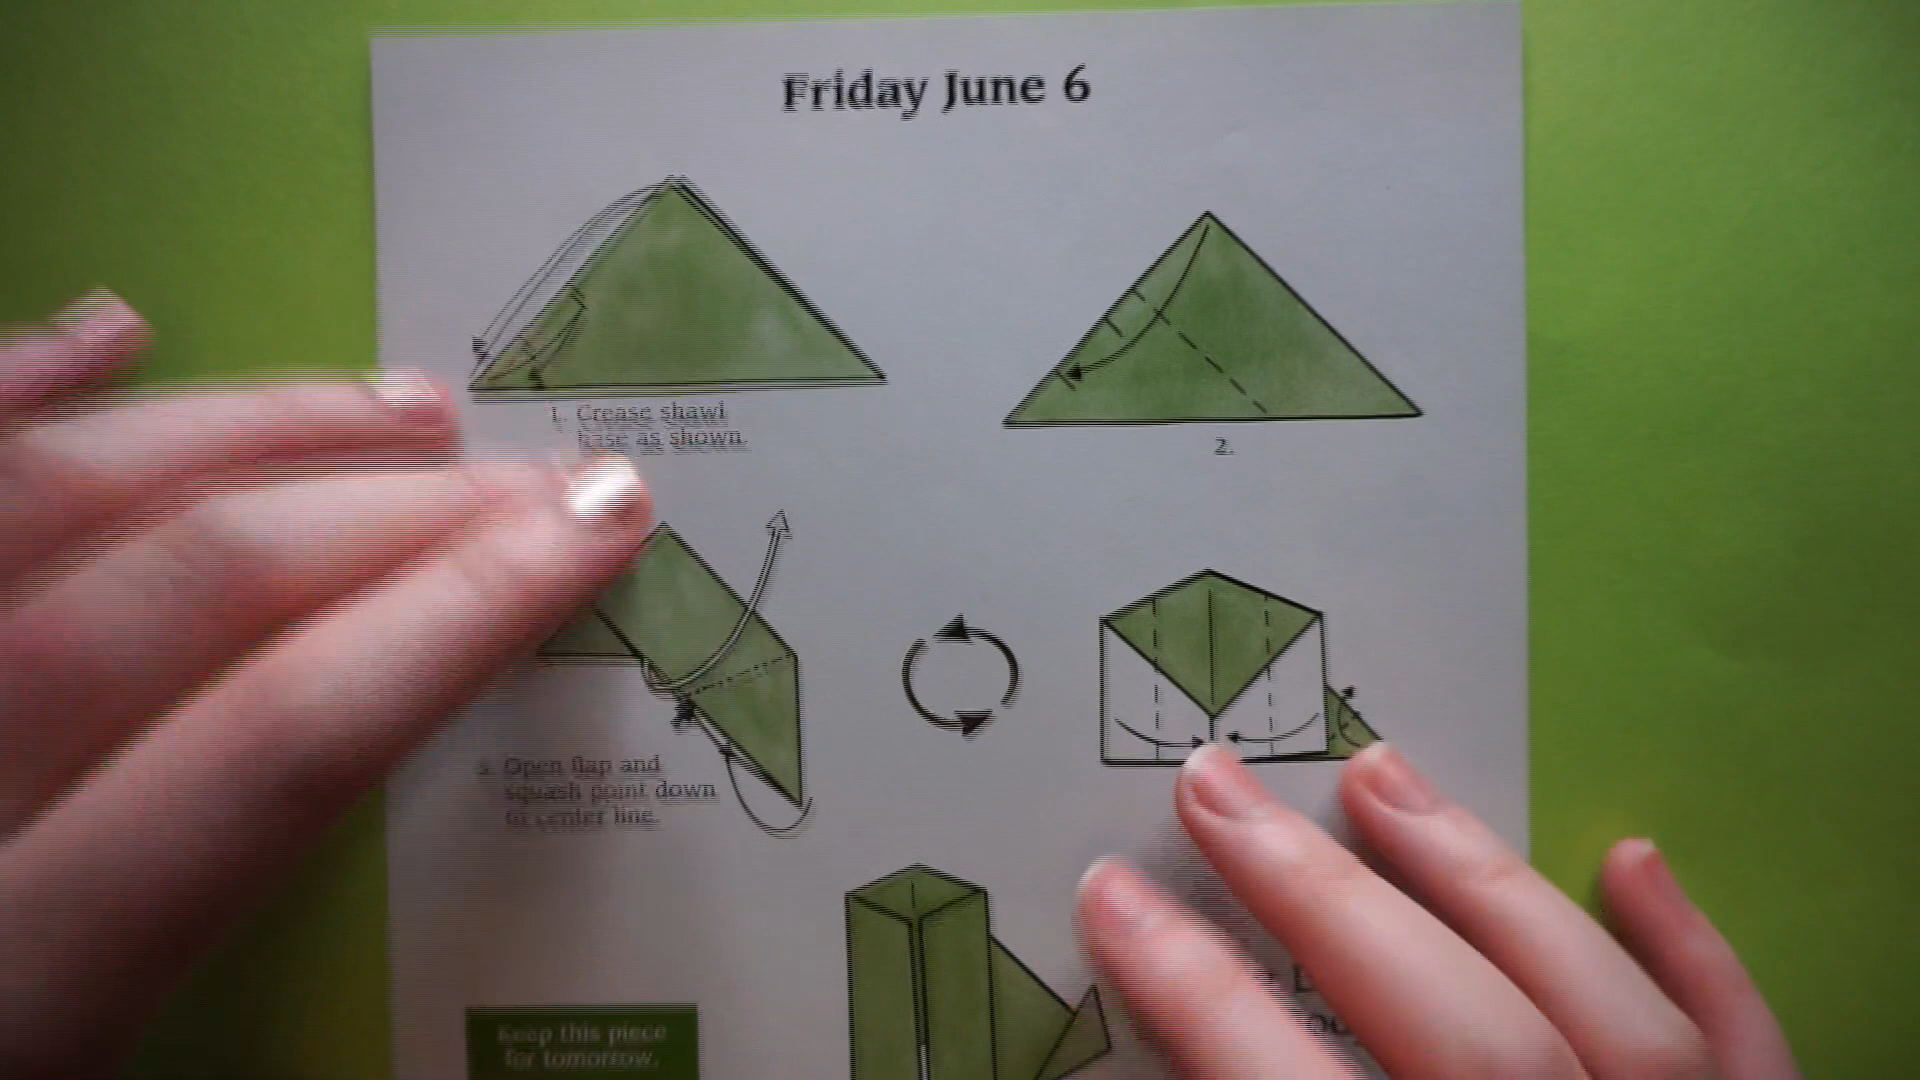 Friday June 6
1. Crease shawl
base as shown.
2.
3. Open flap and
squash point down
to center line.
Keep this piece
for tomorrow.